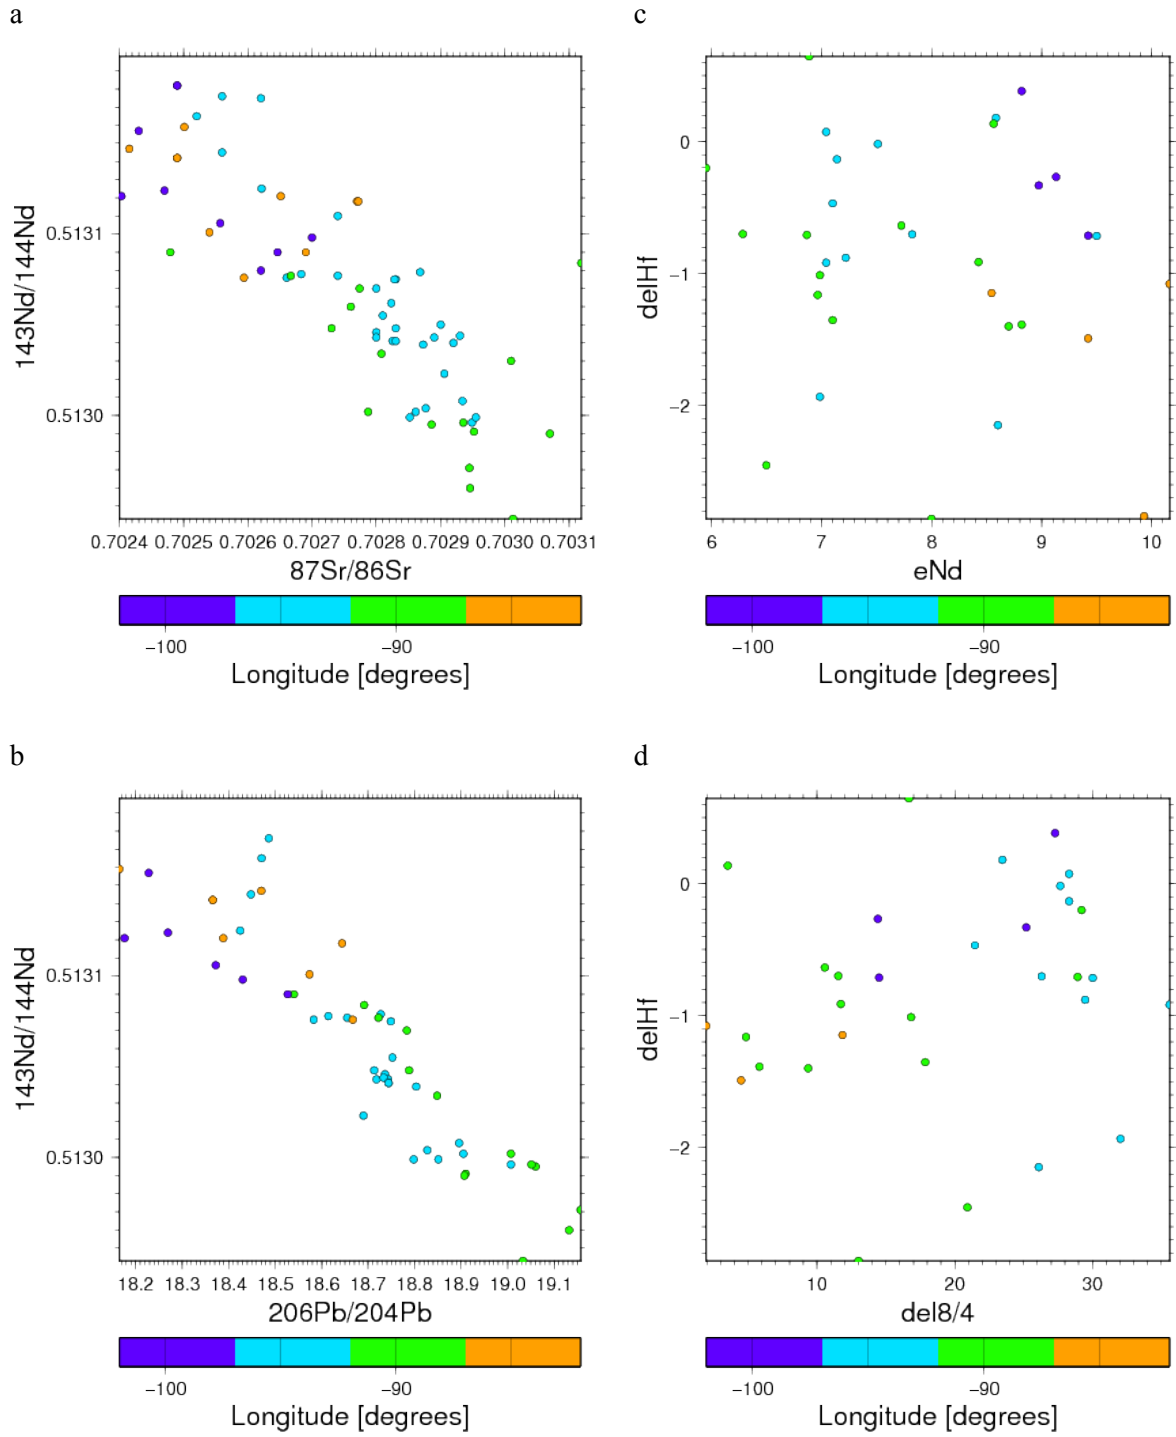 a
143Nd/144Nd
0.5131
0.5130
0.7024 0.7025 0.7026 0.7027 0.7028 0.7029 0.7030 0.7031
87Sr/86Sr
−100 −90
Longitude [degrees]
c
delHf
0
−1
−2
6 7 8 9 10
eNd
−100 −90
Longitude [degrees]
b
143Nd/144Nd
0.5131
0.5130
18.2 18.3 18.4 18.5 18.6 18.7 18.8 18.9 19.0 19.1
206Pb/204Pb
−100 −90
Longitude [degrees]
d
delHf
0
−1
−2
10 20 30
del8/4
−100 −90
Longitude [degrees]